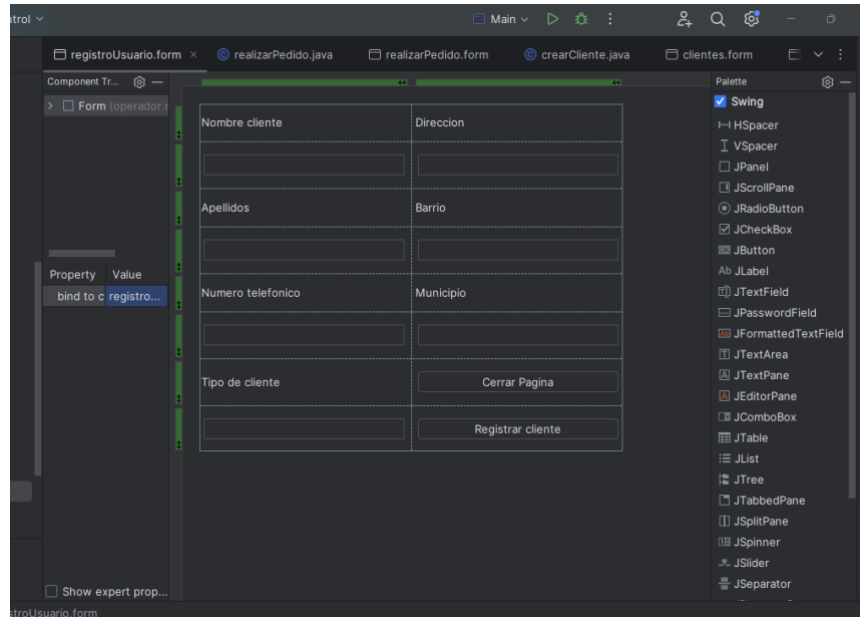 ntrol
Main
registroUsuario.form
realizarPedido.java
realizarPedido.form
crearCliente.java
clientes.form
Component Tr...
Form (operador.r
Property Value
bind to c registro...
Show expert prop...
Nombre cliente Direccion
Apellidos Barrio
Numero telefonico Municipio
Tipo de cliente Cerrar Pagina
Registrar cliente
Palette
Swing
HSpacer
VSpacer
JPanel
JScrollPane
JRadioButton
JCheckBox
JButton
JLabel
JTextField
JPasswordField
JFormattedTextField
JTextArea
JTextPane
JEditorPane
JComboBox
JTable
JList
JTree
JTabbedPane
JSplitPane
JSpinner
JSlider
JSeparator
istroUsuario.form